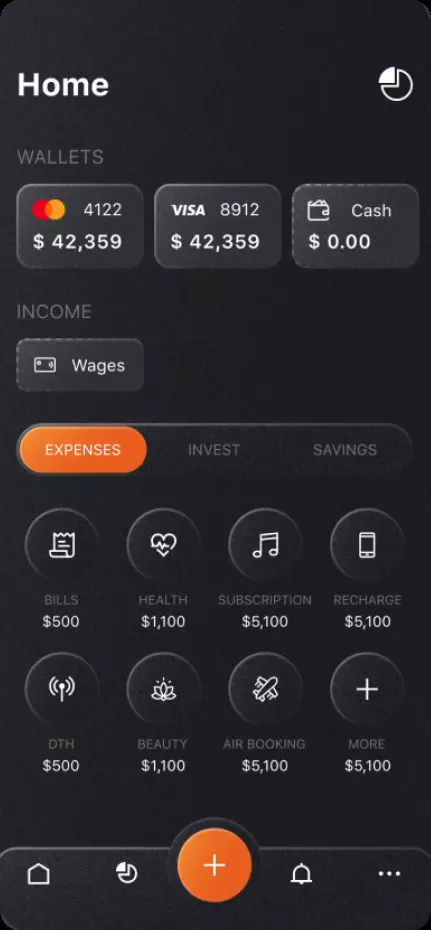 Home
WALLETS
4122 VISA 8912 Cash
$ 42,359 $ 42,359 $ 0.00
INCOME
Wages
EXPENSES INVEST SAVINGS
BILLS HEALTH SUBSCRIPTION RECHARGE
$500 $1,100 $5,100 $5,100
DTH BEAUTY AIR BOOKING MORE
$500 $1,100 $5,100 $5,100